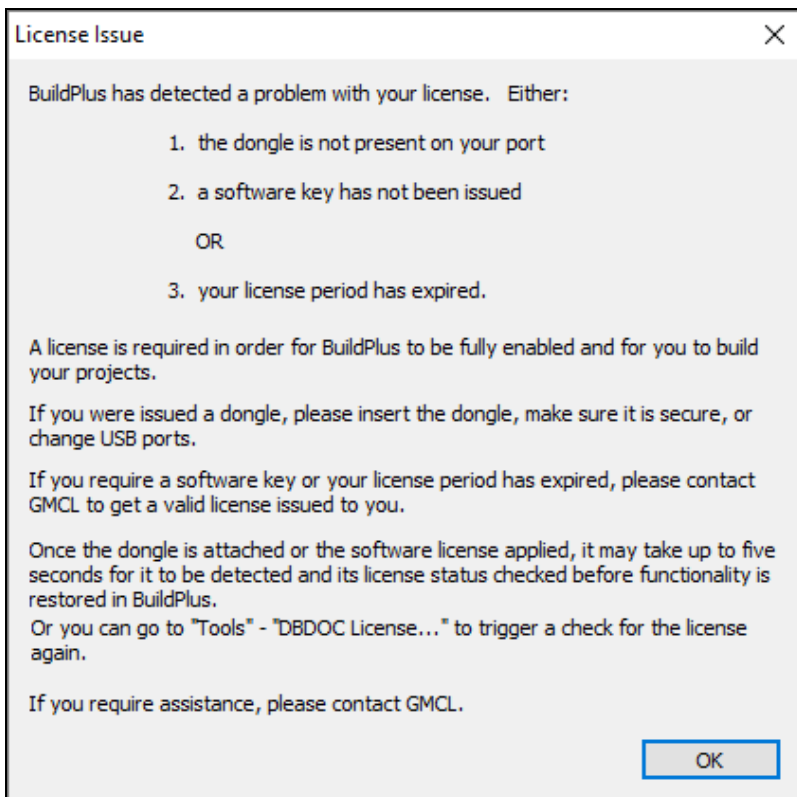 License Issue
BuildPlus has detected a problem with your license.   Either:
1.  the dongle is not present on your port
2.  a software key has not been issued
OR
3.  your license period has expired.
A license is required in order for BuildPlus to be fully enabled and for you to build
your projects.
If you were issued a dongle, please insert the dongle, make sure it is secure, or
change USB ports.
If you require a software key or your license period has expired, please contact
GMCL to get a valid license issued to you.
Once the dongle is attached or the software license applied, it may take up to five
seconds for it to be detected and its license status checked before functionality is
restored in BuildPlus.
Or you can go to "Tools" - "DBDOC License..." to trigger a check for the license
again.
If you require assistance, please contact GMCL.
OK